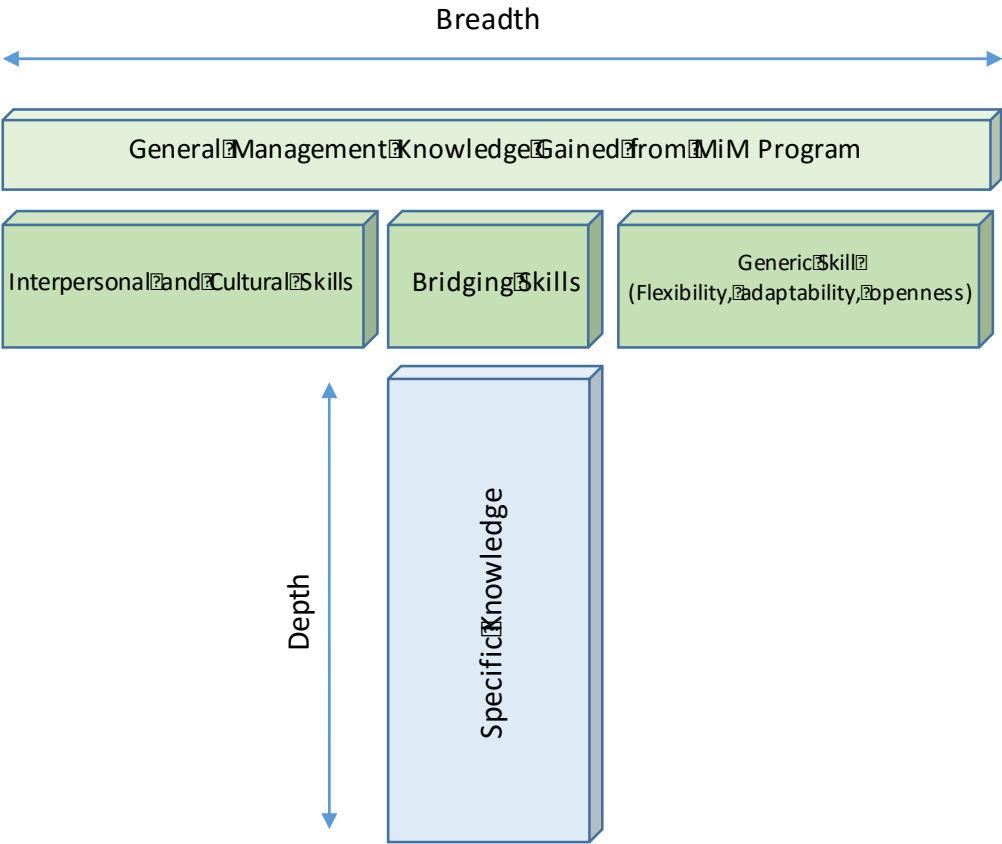 Breadth
General Management Knowledge Gained from MiM Program
Interpersonal and Cultural Skills
Bridging Skills
Generic Skill
(Flexibility, adaptability, openness)
Depth
Specific Knowledge